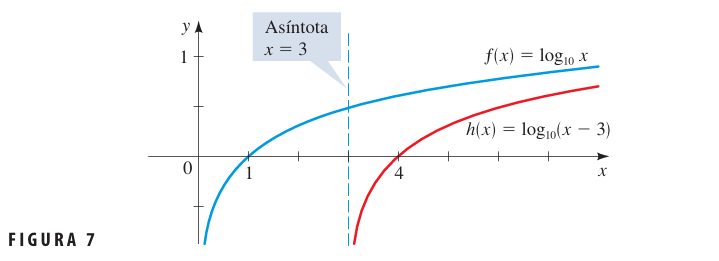 y
Asíntota
x = 3
1
f(x) = log₁₀ x
h(x) = log₁₀(x − 3)
0
1
4
x
FIGURA 7